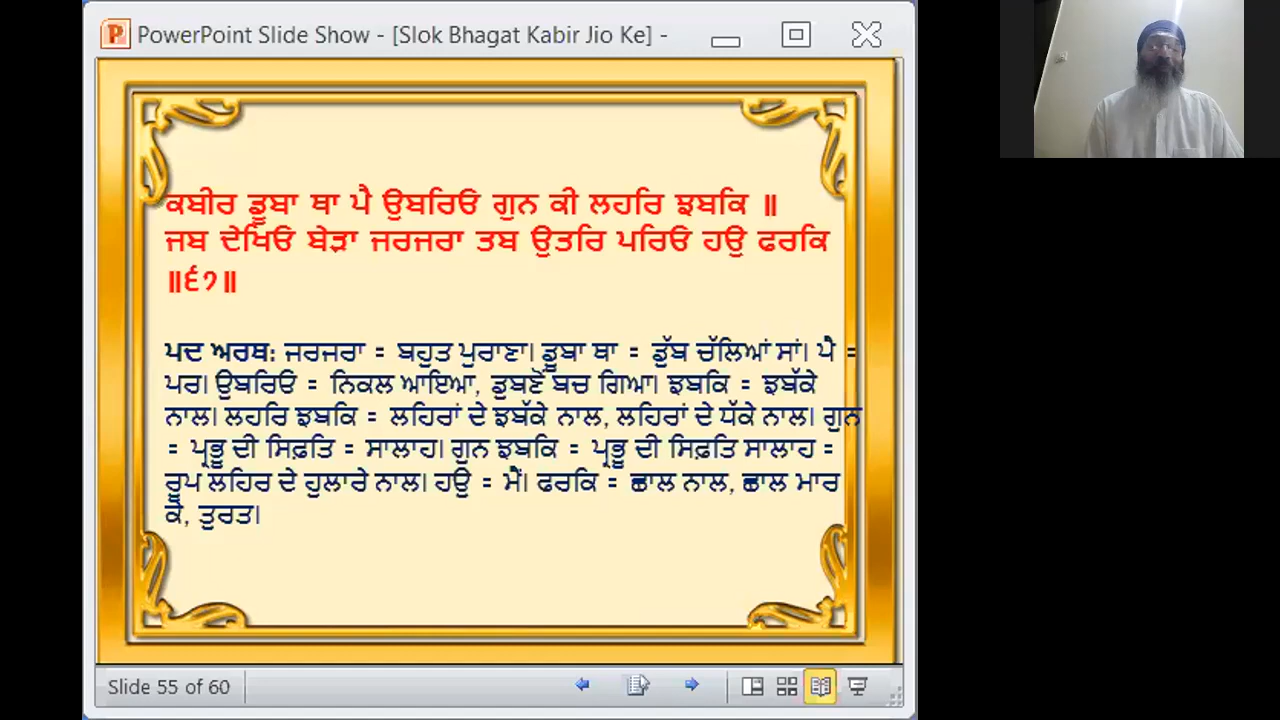 PowerPoint Slide Show - [Slok Bhagat Kabir Jio Ke] -
ਕਬੀਰ ਡੂਬਾ ਥਾ ਪੈ ਉਬਰਿਓ ਗੁਨ ਕੀ ਲਹਰਿ ਝਬਕਿ ॥
ਜਬ ਦੇਖਿਓ ਬੇੜਾ ਜਰਜਰਾ ਤਬ ਉਤਰਿ ਪਰਿਓ ਹਉ ਫਰਕਿ
॥੬੭॥
ਪਦ ਅਰਥ: ਜਰਜਰਾ = ਬਹੁਤ ਪੁਰਾਣਾ। ਡੂਬਾ ਥਾ = ਡੁੱਬ ਚੱਲਿਆਂ ਸਾਂ। ਪੈ =
ਪਰ। ਉਬਰਿਓ = ਨਿਕਲ ਆਇਆ, ਡੁਬਣੋਂ ਬਚ ਗਿਆ। ਝਬਕਿ = ਝਬੱਕੇ
ਨਾਲ। ਲਹਰਿ ਝਬਕਿ = ਲਹਿਰਾਂ ਦੇ ਝਬੱਕੇ ਨਾਲ, ਲਹਿਰਾਂ ਦੇ ਧੱਕੇ ਨਾਲ। ਗੁਨ
= ਪ੍ਰਭੂ ਦੀ ਸਿਫ਼ਤਿ = ਸਾਲਾਹ। ਗੁਨ ਝਬਕਿ = ਪ੍ਰਭੂ ਦੀ ਸਿਫ਼ਤਿ ਸਾਲਾਹ =
ਰੂਪ ਲਹਿਰ ਦੇ ਹੁਲਾਰੇ ਨਾਲ। ਹਉ = ਮੈਂ। ਫਰਕਿ = ਛਾਲ ਨਾਲ, ਛਾਲ ਮਾਰ
ਕੇ, ਤੁਰਤ।
Slide 55 of 60